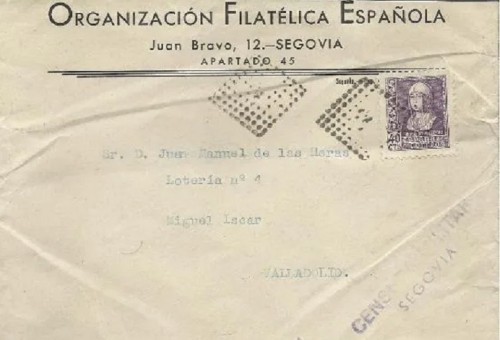 ORGANIZACIÓN FILATÉLICA ESPAÑOLA
Juan Bravo, 12.—SEGOVIA
APARTADO 45
Sr. D. Juan Manuel de las Heras
Lotería nº 4
Miguel Iscar
VALLADOLID.
SEGOVIA